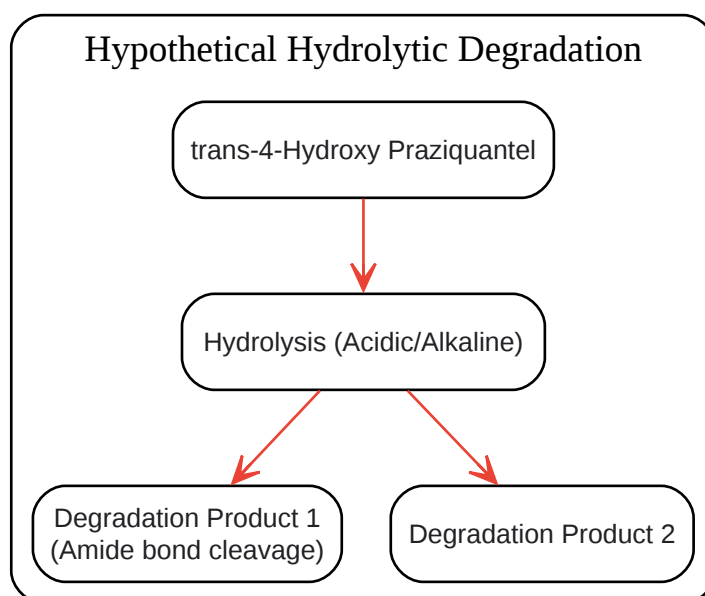 Hypothetical Hydrolytic Degradation
trans-4-Hydroxy Praziquantel
Hydrolysis (Acidic/Alkaline)
Degradation Product 1
(Amide bond cleavage)
Degradation Product 2